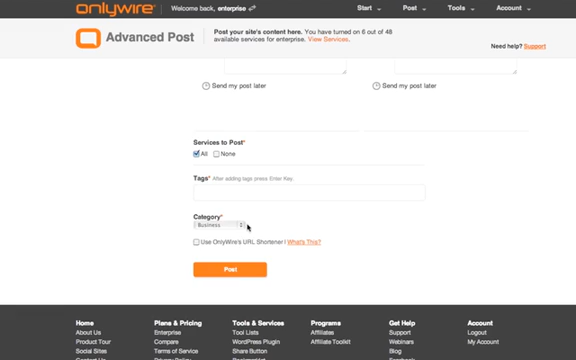 onlywire
Welcome back, enterprise
Start
Post
Tools
Account
Advanced Post
Post your site's content here. You have turned on 6 out of 48
available services for enterprise. View Services.
Need help? Support
Send my post later
Send my post later
Services to Post*
All
None
Tags* After adding tags press Enter Key.
Category*
Business
Use OnlyWire's URL Shortener! What's This?
Post
Home
About Us
Product Tour
Social Sites
Contact Us
Plans & Pricing
Enterprise
Compare
Terms of Service
Tools & Services
Tool Lists
WordPress Plugin
Share Button
Programs
Affiliates
Affiliate Toolkit
Get Help
Support
Webinars
Blog
Account
Logout
My Account